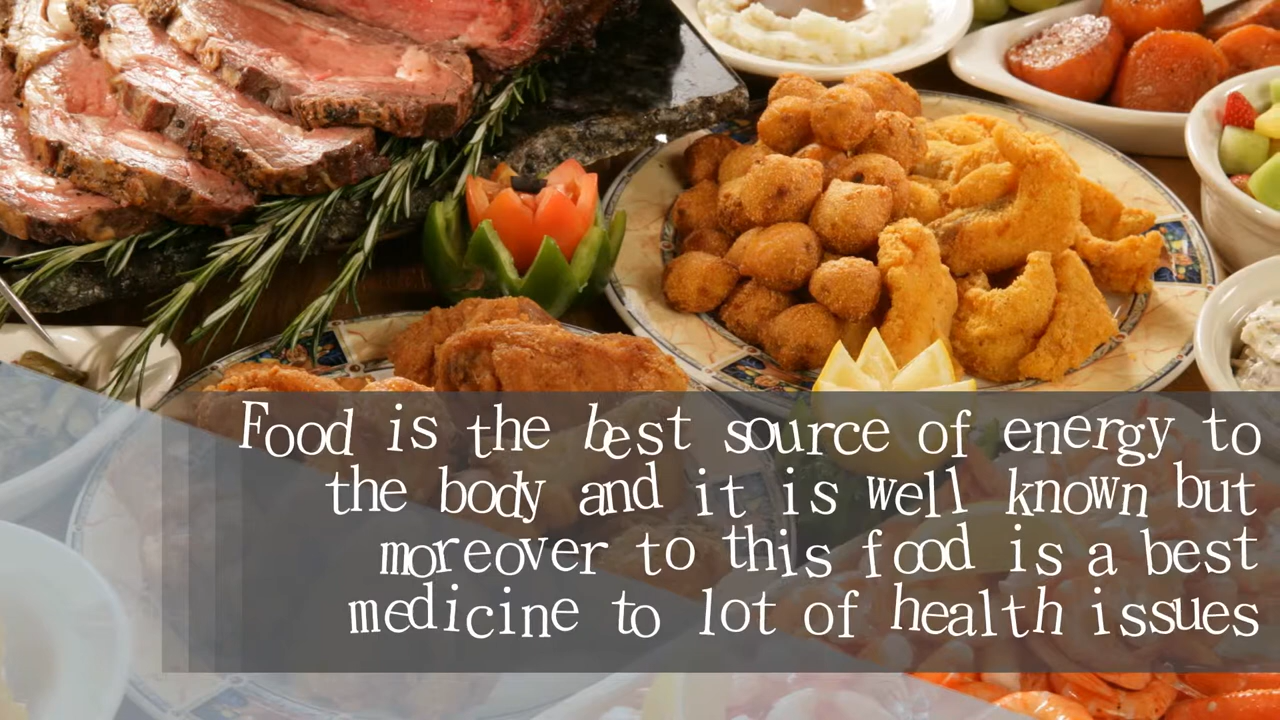 Food is the best source of energy to
the body and it is well known but
moreover to this food is a best
medicine to lot of health issues